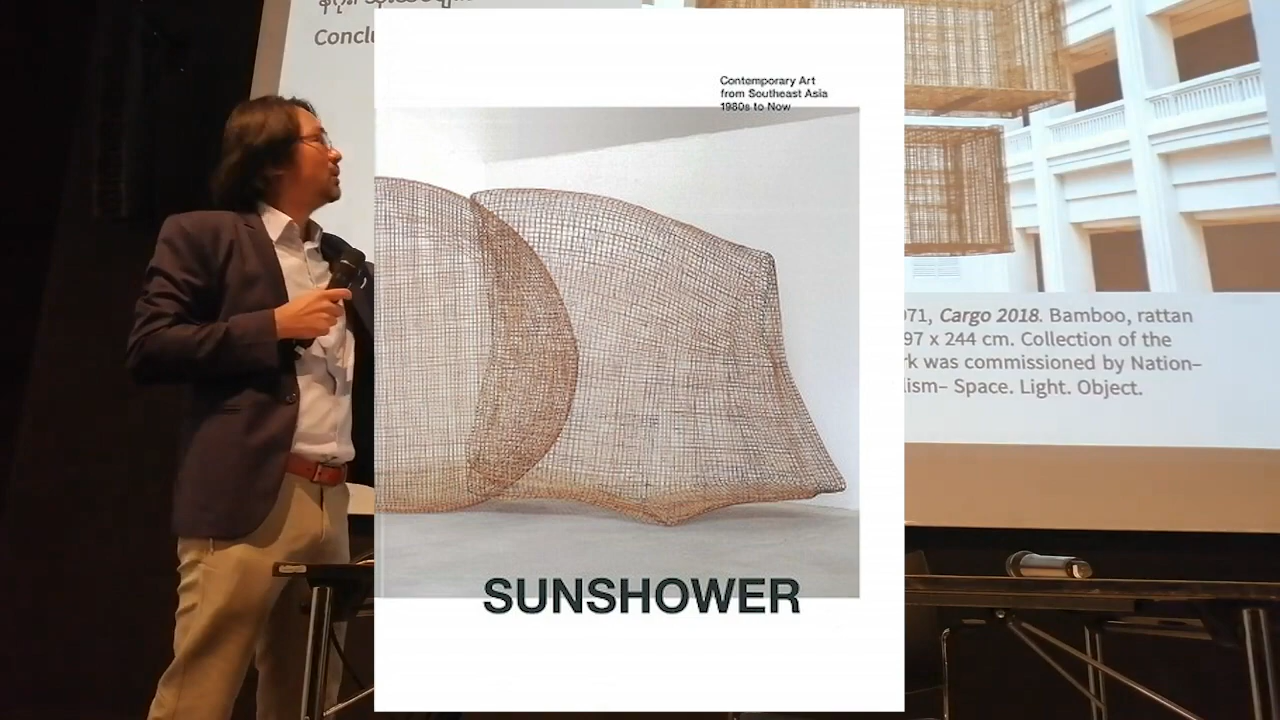 Conclu
Contemporary Art
from Southeast Asia
1980s to Now
SUNSHOWER
971, Cargo 2018. Bamboo, rattan
97 x 244 cm. Collection of the
rk was commissioned by Nation–
lism– Space. Light. Object.